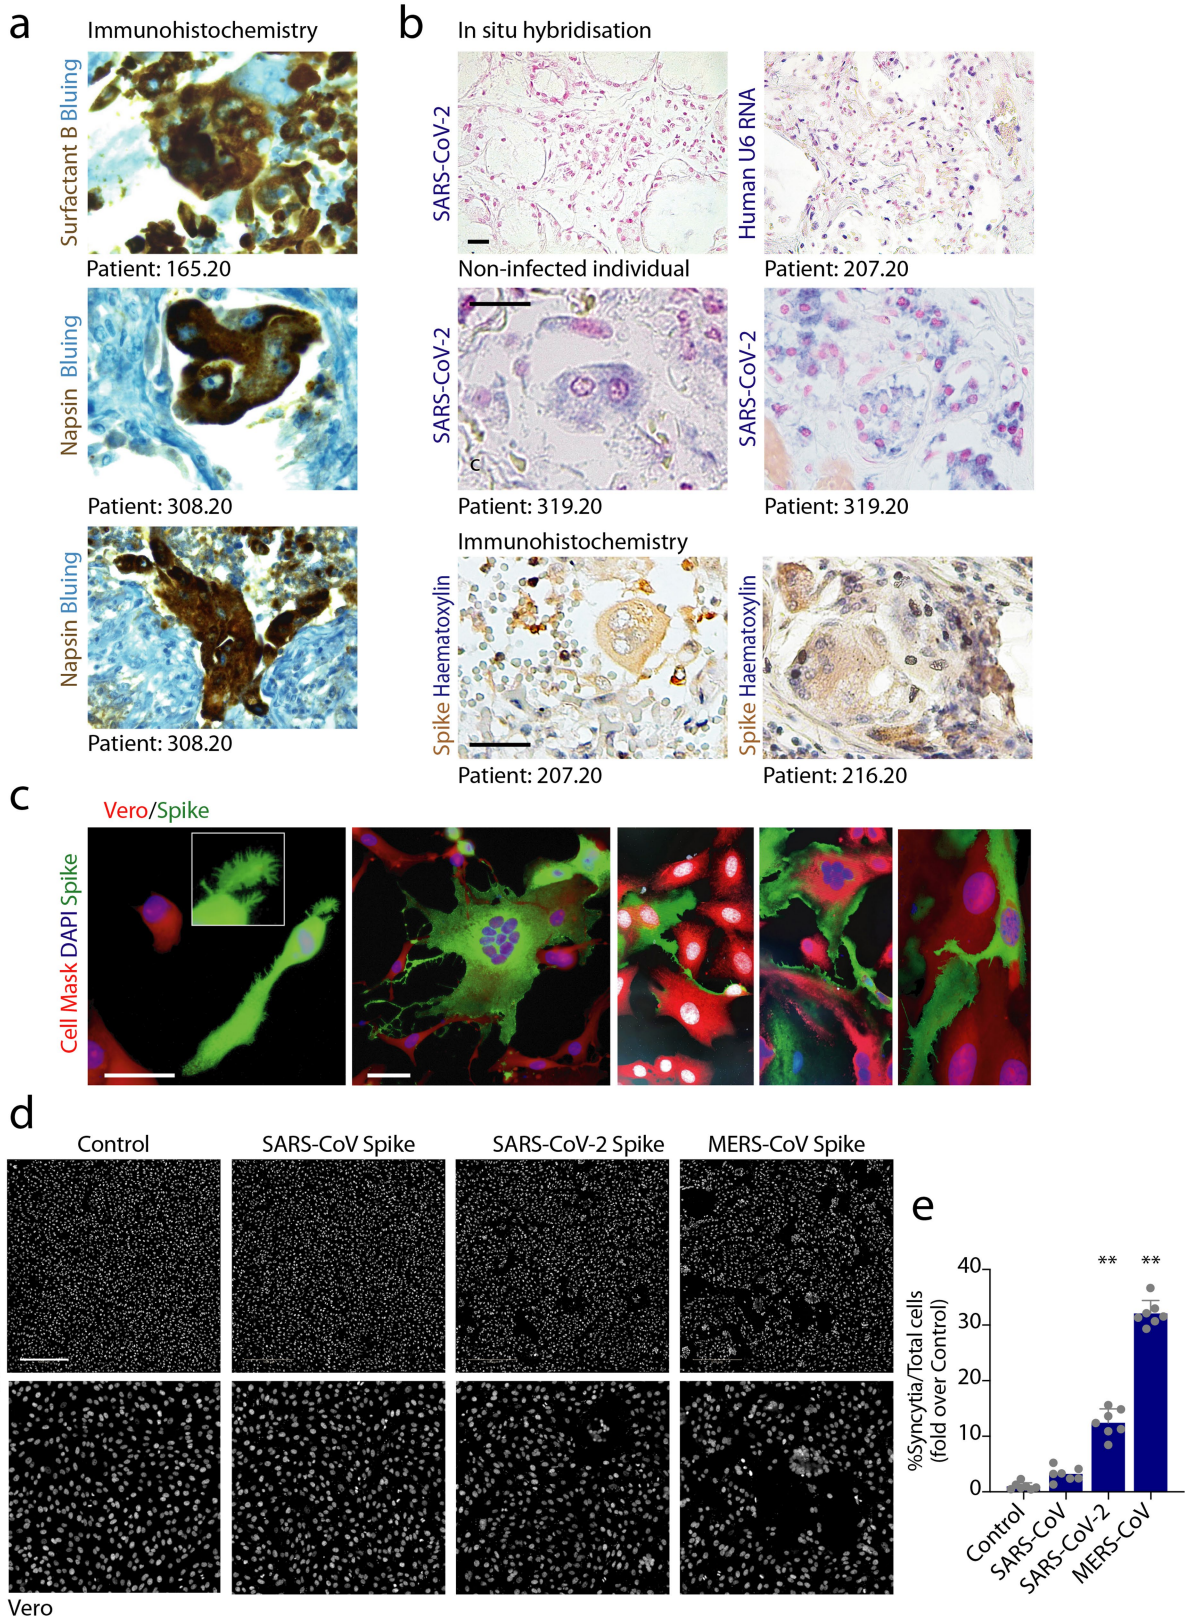 a
Immunohistochemistry
Surfactant B Bluing
Patient: 165.20
Napsin Bluing
Patient: 308.20
Napsin Bluing
Patient: 308.20
b
In situ hybridisation
SARS-CoV-2
Non-infected individual
Human U6 RNA
Patient: 207.20
SARS-CoV-2
c
Patient: 319.20
SARS-CoV-2
Patient: 319.20
Immunohistochemistry
Spike Haematoxylin
Patient: 207.20
Spike Haematoxylin
Patient: 216.20
c
Vero/Spike
Cell Mask DAPI Spike
d
Control
SARS-CoV Spike
SARS-CoV-2 Spike
MERS-CoV Spike
Vero
e
%Syncytia/Total cells
(fold over Control)
40
30
20
10
0
** **
Control
SARS-CoV
SARS-CoV-2
MERS-CoV